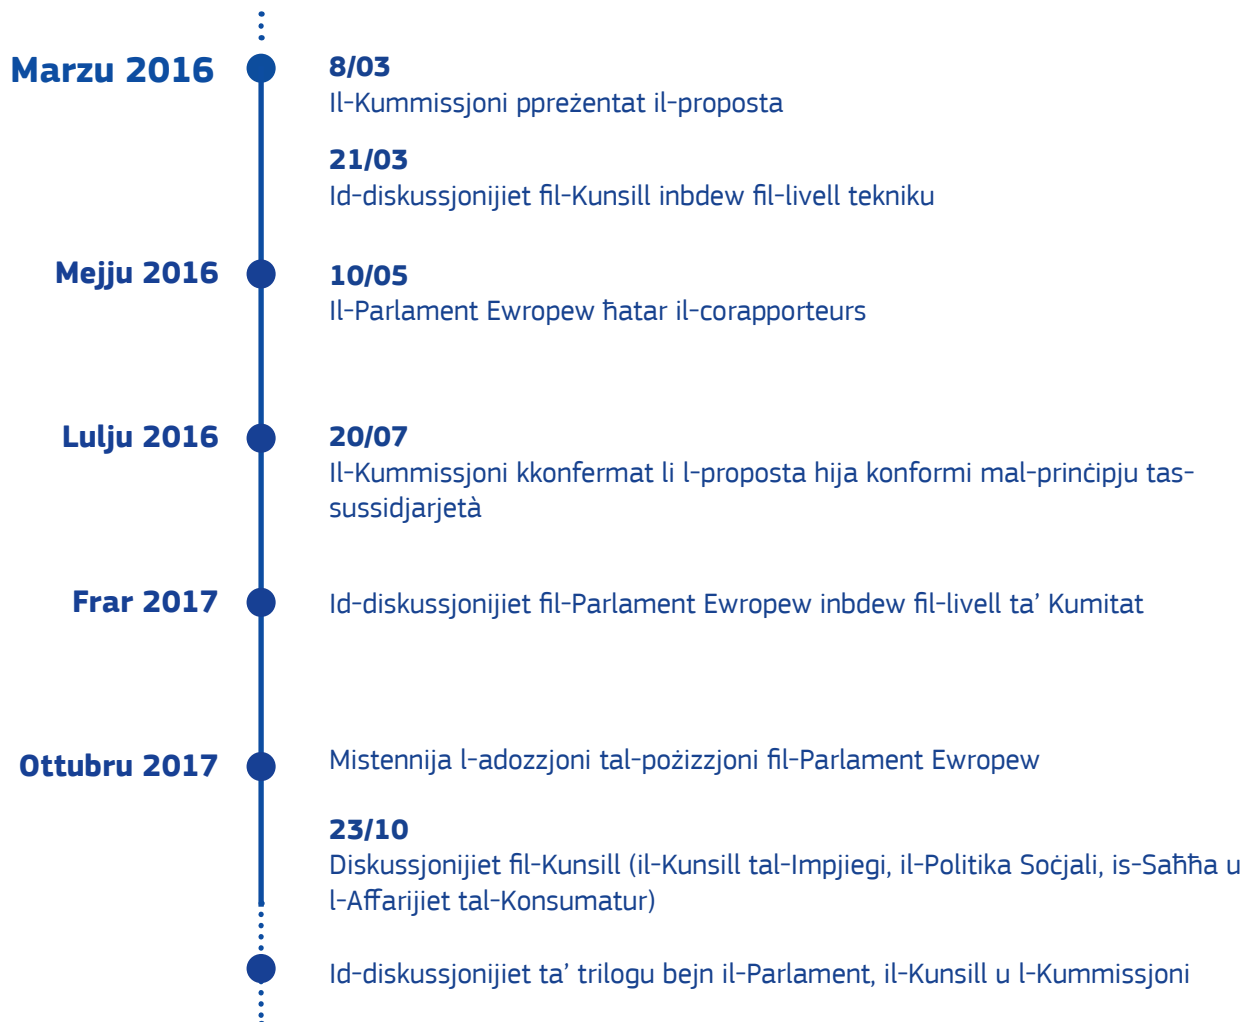 Marzu 2016
8/03
Il-Kummissjoni ppreżentat il-proposta
21/03
Id-diskussjonijiet fil-Kunsill inbdew fil-livell tekniku
Mejju 2016
10/05
Il-Parlament Ewropew ħatar il-corapporteurs
Lulju 2016
20/07
Il-Kummissjoni kkonfermat li l-proposta hija konformi mal-prinċipju tas-
sussidjarjetà
Frar 2017
Id-diskussjonijiet fil-Parlament Ewropew inbdew fil-livell ta’ Kumitat
Ottubru 2017
Mistennija l-adozzjoni tal-pożizzjoni fil-Parlament Ewropew
23/10
Diskussjonijiet fil-Kunsill (il-Kunsill tal-Impjiegi, il-Politika Soċjali, is-Saħħa u
l-Affarijiet tal-Konsumatur)
Id-diskussjonijiet ta’ trilogu bejn il-Parlament, il-Kunsill u l-Kummissjoni